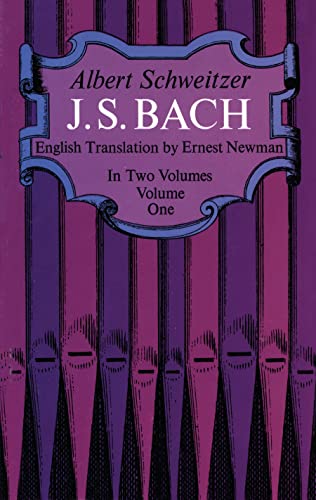 Albert Schweitzer
J.S. BACH
English Translation by Ernest Newman
In Two Volumes
Volume
One